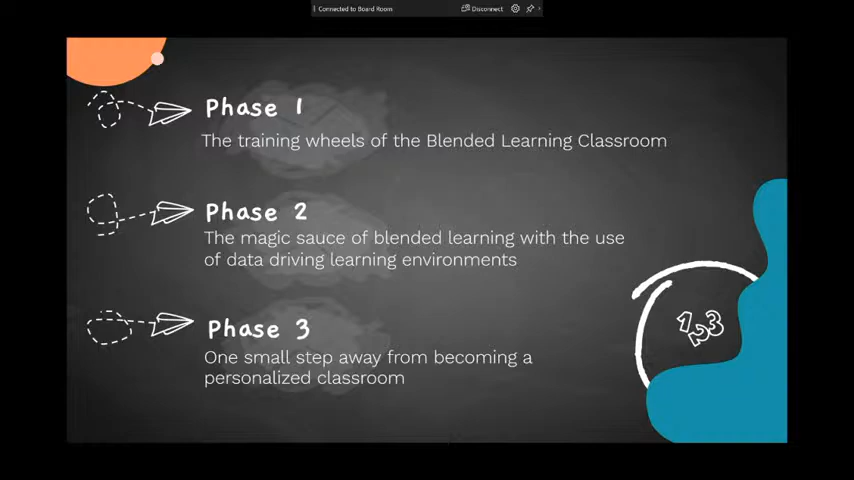 Connected to Board Room Disconnect
Phase 1
The training wheels of the Blended Learning Classroom
Phase 2
The magic sauce of blended learning with the use
of data driving learning environments
Phase 3
One small step away from becoming a
personalized classroom
123